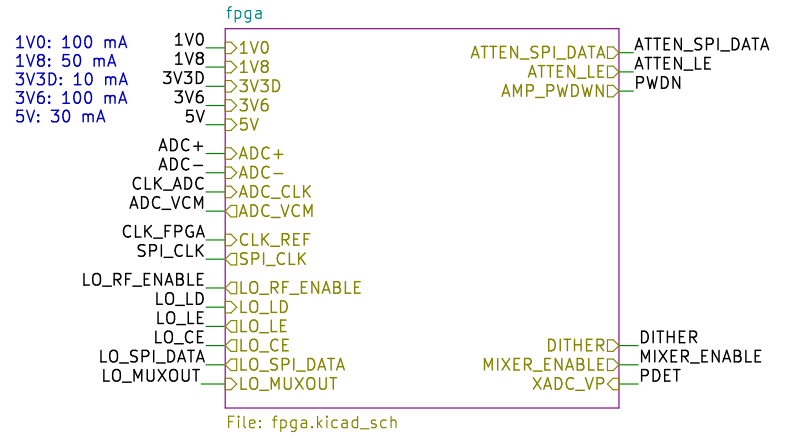 fpga
1V0: 100 mA
1V8: 50 mA
3V3D: 10 mA
3V6: 100 mA
5V: 30 mA
1V0 1V0
1V8 1V8
3V3D 3V3D
3V6 3V6
5V 5V
ADC+ ADC+
ADC- ADC-
CLK_ADC ADC_CLK
ADC_VCM ADC_VCM
CLK_FPGA CLK_REF
SPI_CLK SPI_CLK
LO_RF_ENABLE LO_RF_ENABLE
LO_LD LO_LD
LO_LE LO_LE
LO_CE LO_CE
LO_SPI_DATA LO_SPI_DATA
LO_MUXOUT LO_MUXOUT
ATTEN_SPI_DATA ATTEN_SPI_DATA
ATTEN_LE ATTEN_LE
AMP_PWDWN PWDN
DITHER DITHER
MIXER_ENABLE MIXER_ENABLE
XADC_VP PDET
File: fpga.kicad_sch